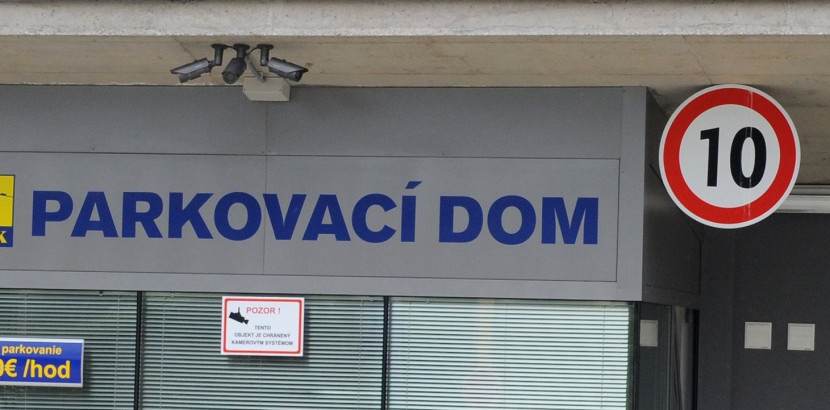 PARKOVACÍ DOM
10
POZOR !
TENTO
OBJEKT JE CHRÁNENÝ
KAMEROVÝM SYSTÉMOM
parkovanie
€ /hod